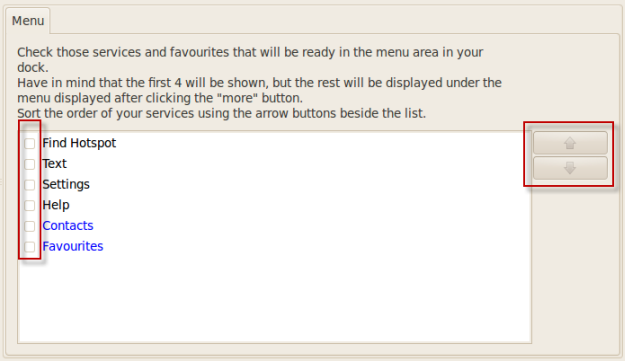 Menu
Check those services and favourites that will be ready in the menu area in your
dock.
Have in mind that the first 4 will be shown, but the rest will be displayed under the
menu displayed after clicking the "more" button.
Sort the order of your services using the arrow buttons beside the list.
Find Hotspot
Text
Settings
Help
Contacts
Favourites